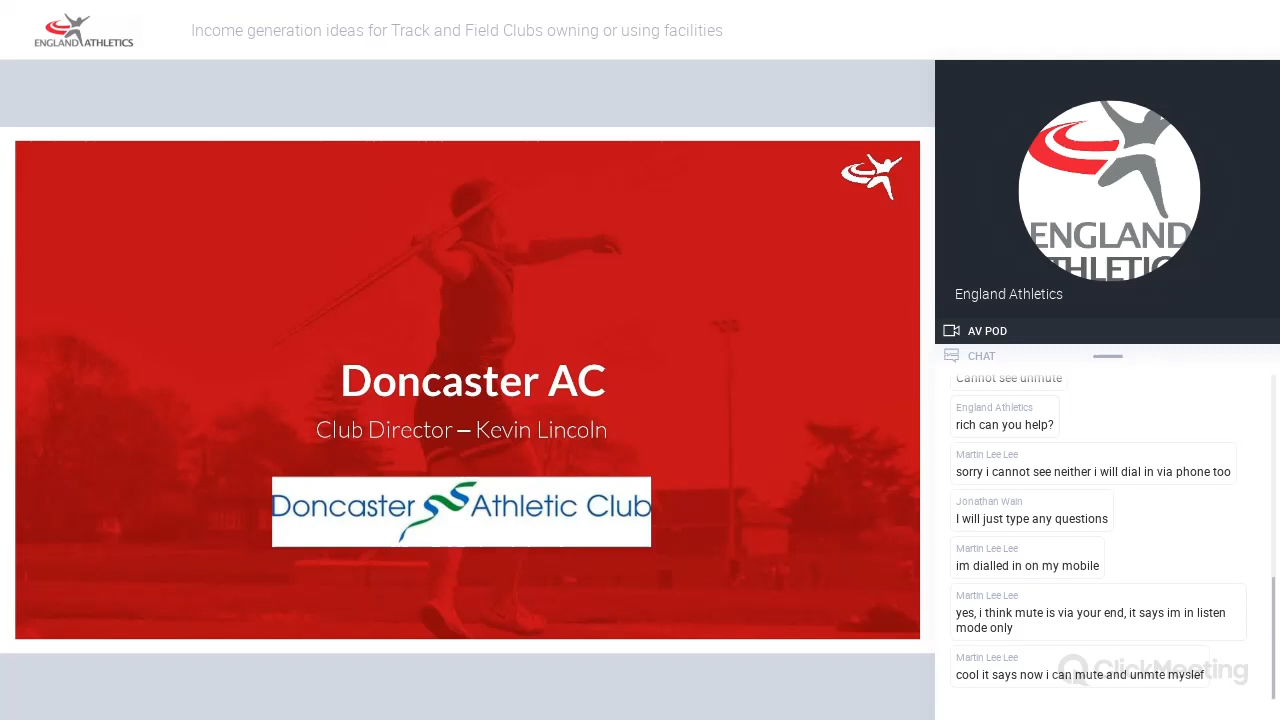 ENGLAND ATHLETICS
Income generation ideas for Track and Field Clubs owning or using facilities
Doncaster AC
Club Director – Kevin Lincoln
Doncaster Athletic Club
ENGLAND
ATHLETIC
England Athletics
AV POD
CHAT
Cannot see unmute
England Athletics
rich can you help?
Martin Lee Lee
sorry i cannot see neither i will dial in via phone too
Jonathan Wain
I will just type any questions
Martin Lee Lee
im dialled in on my mobile
Martin Lee Lee
yes, i think mute is via your end, it says im in listen
mode only
Martin Lee Lee
cool it says now i can mute and unmte myslef
ClickMeeting